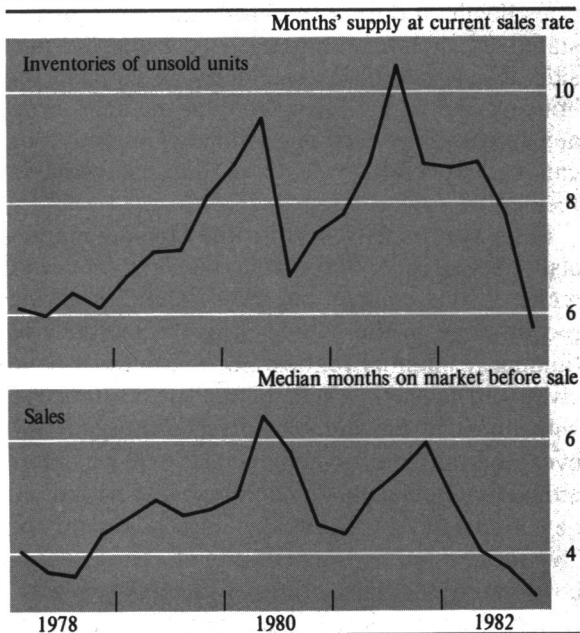 Months' supply at current sales rate
Inventories of unsold units
10
8
6
Median months on market before sale
Sales
6
4
1978 1980 1982